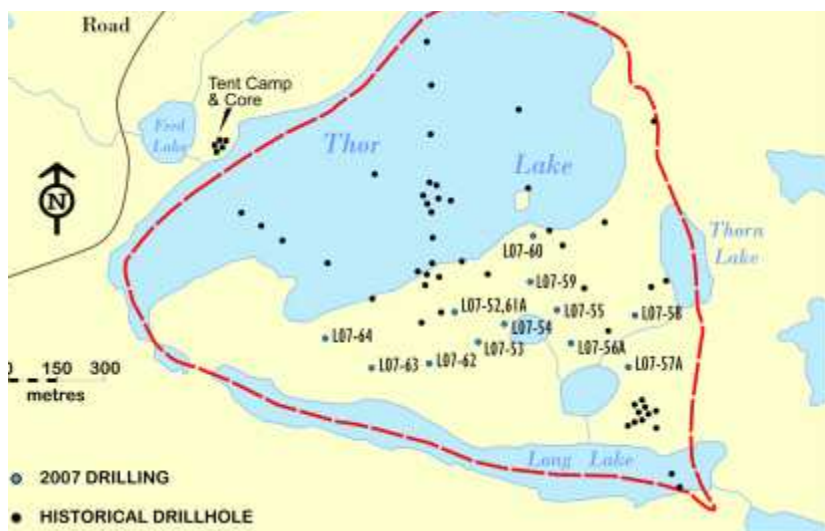 Road
Tent Camp
& Core
Fred
Lake
Thor
Lake
N
Thorn
Lake
L07-60
L07-59
L07-52,61A
L07-55
L07-58
L07-54
L07-64
L07-53
L07-56A
L07-63
L07-62
L07-57A
0 150 300
metres
Long Lake
2007 DRILLING
HISTORICAL DRILLHOLE